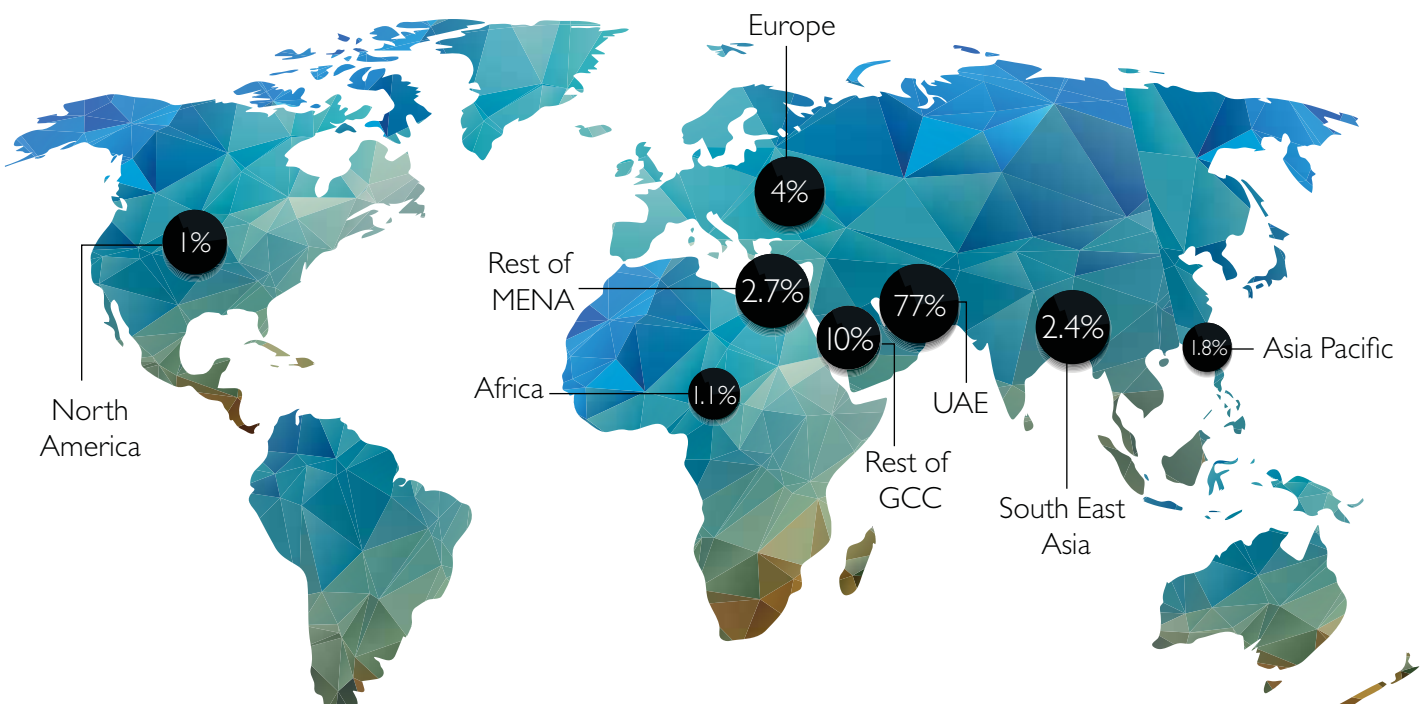 Europe
4%
1%
North
America
Rest of
MENA
2.7%
77%
UAE
10%
Rest of
GCC
2.4%
South East
Asia
1.8%
Asia Pacific
Africa
1.1%